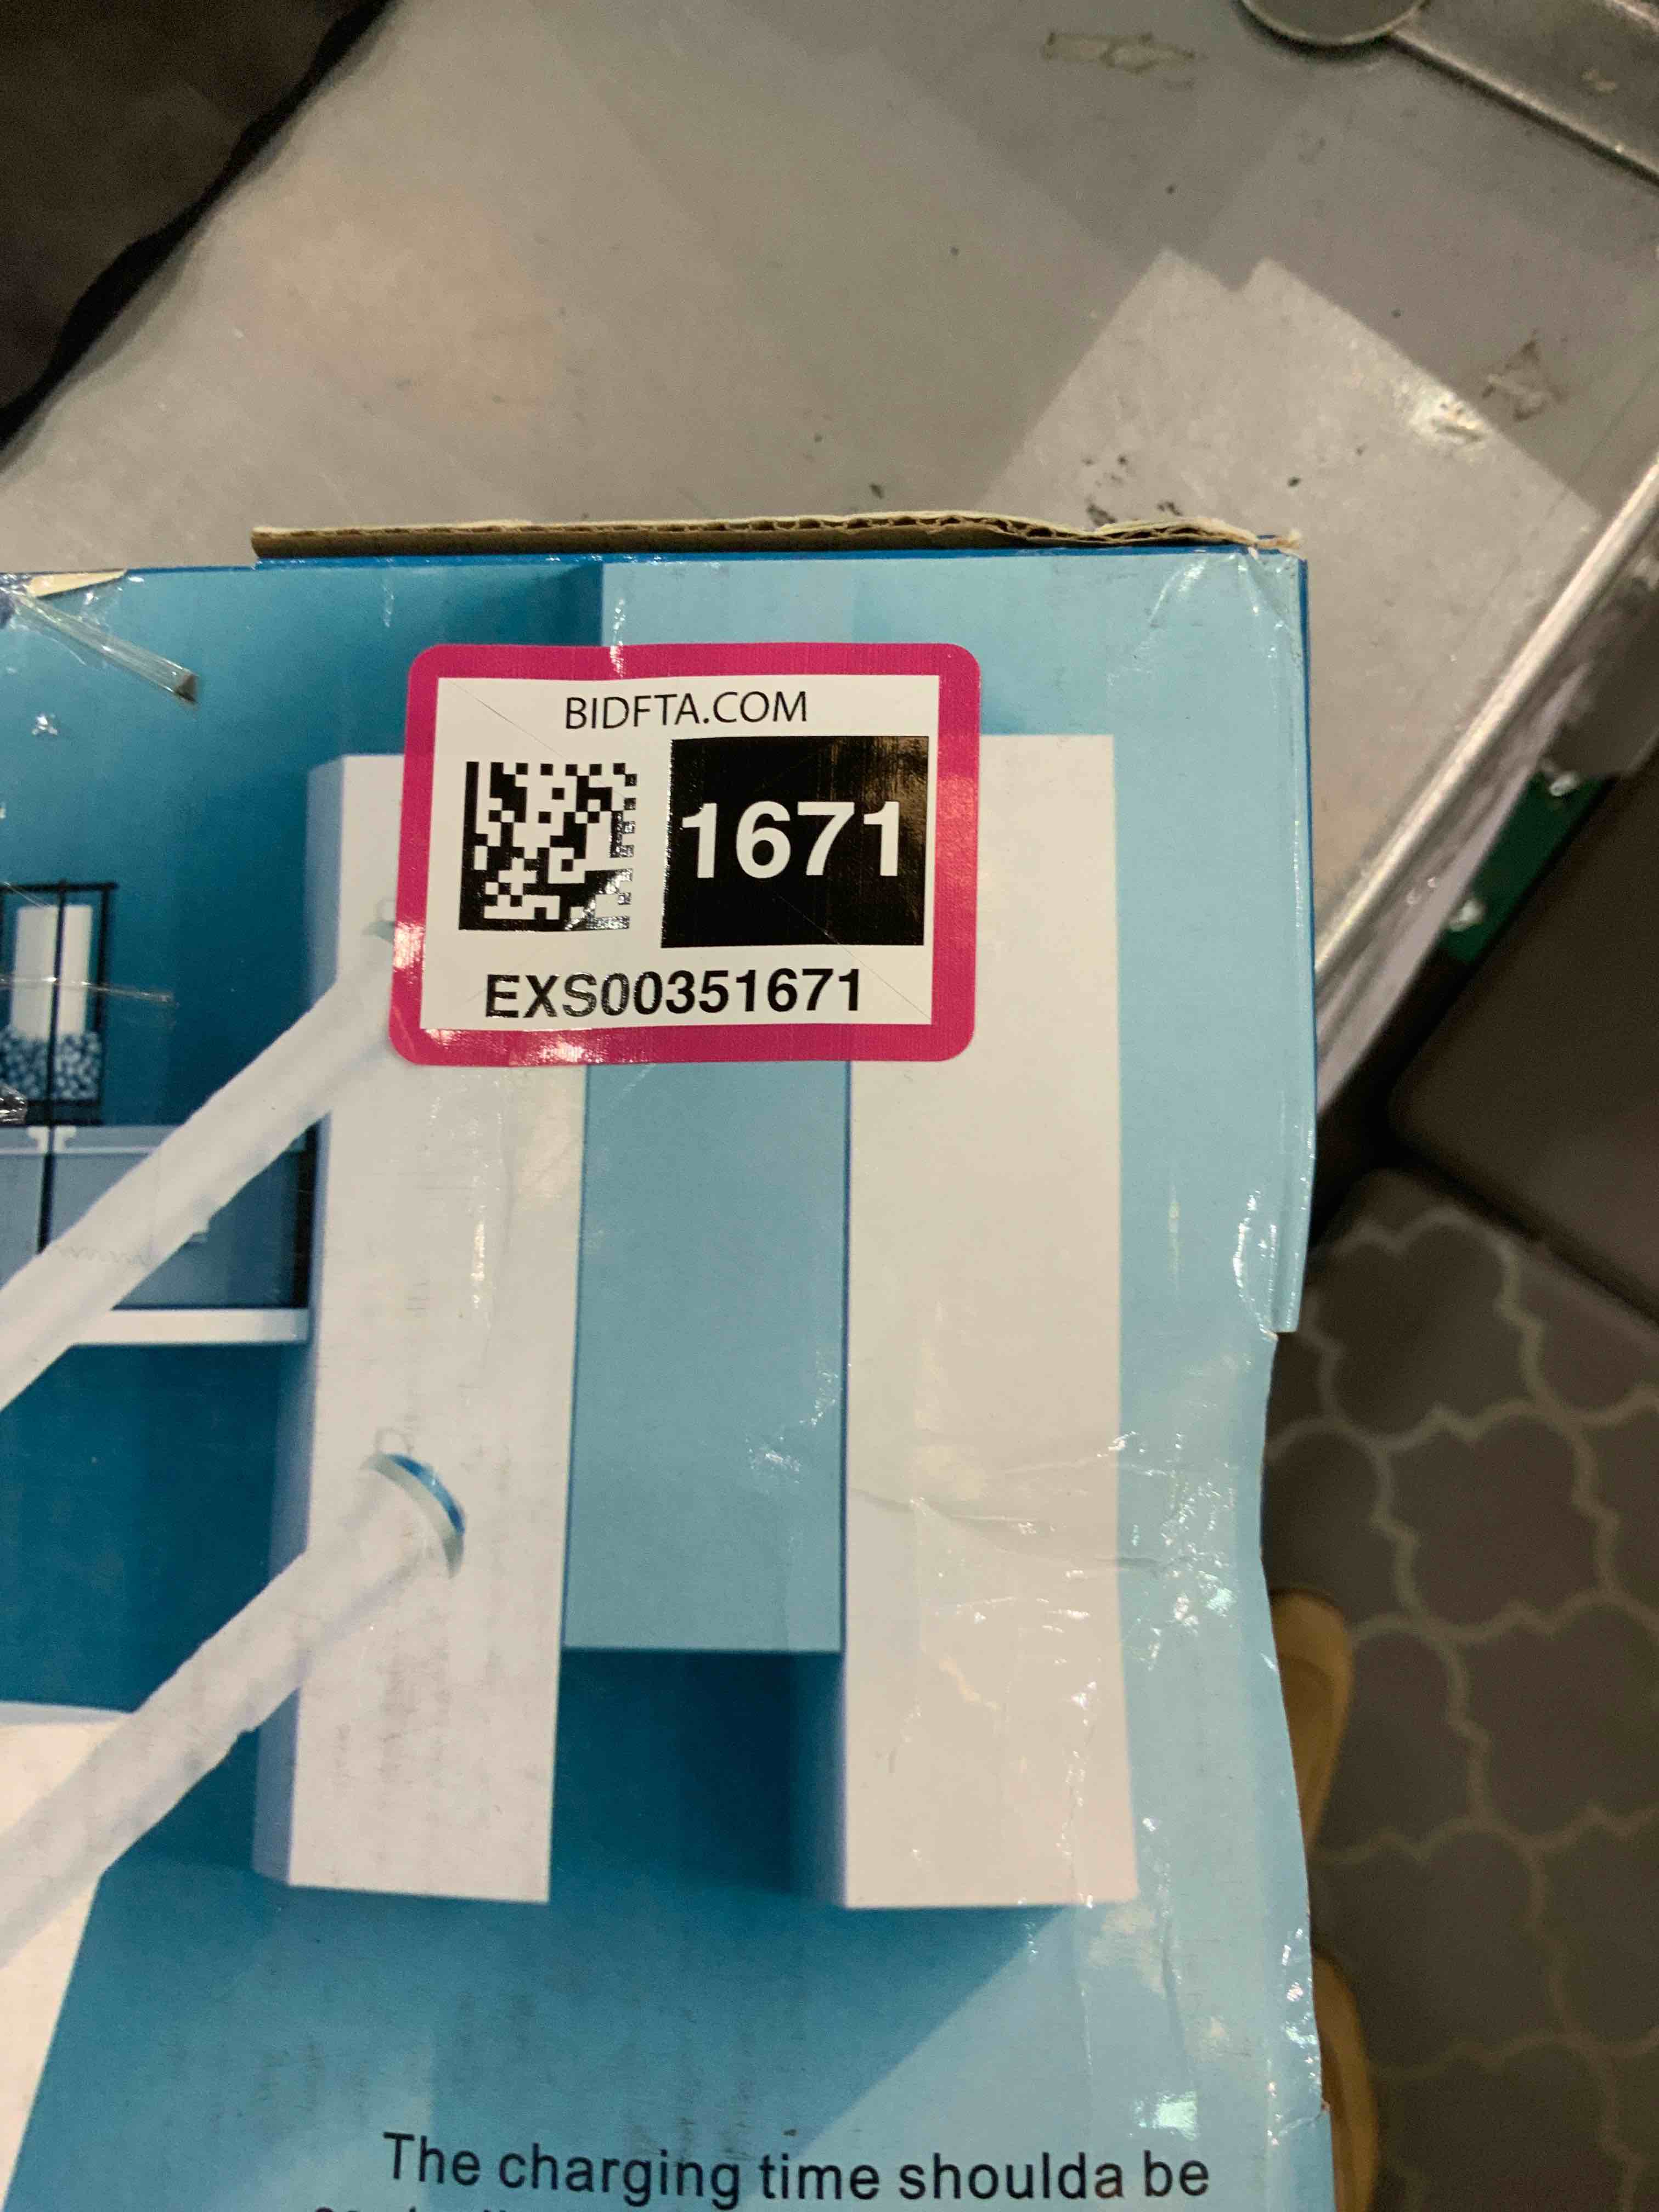 BIDFTA.COM
1671
EXS00351671
The charging time shoulda be